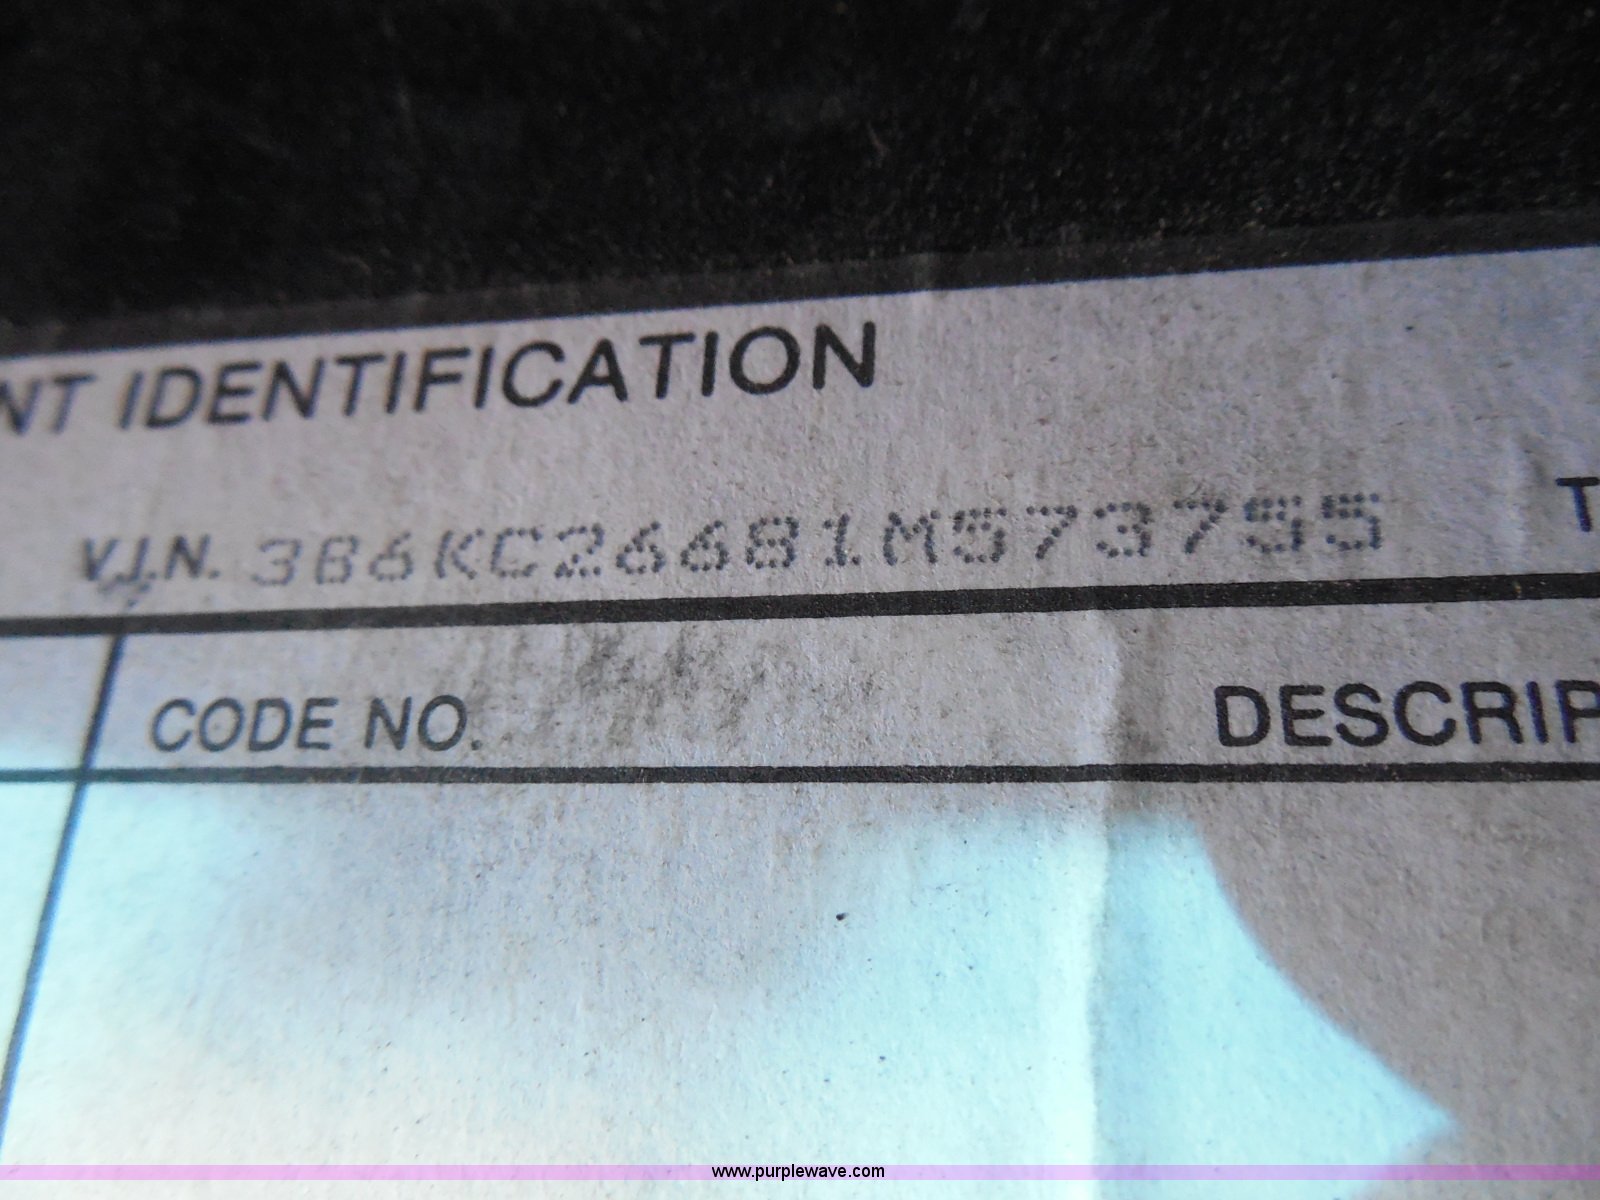 NT IDENTIFICATION
V.I.N. 3B6KC26681M573755
T
CODE NO.
DESCRIP
www.purplewave.com